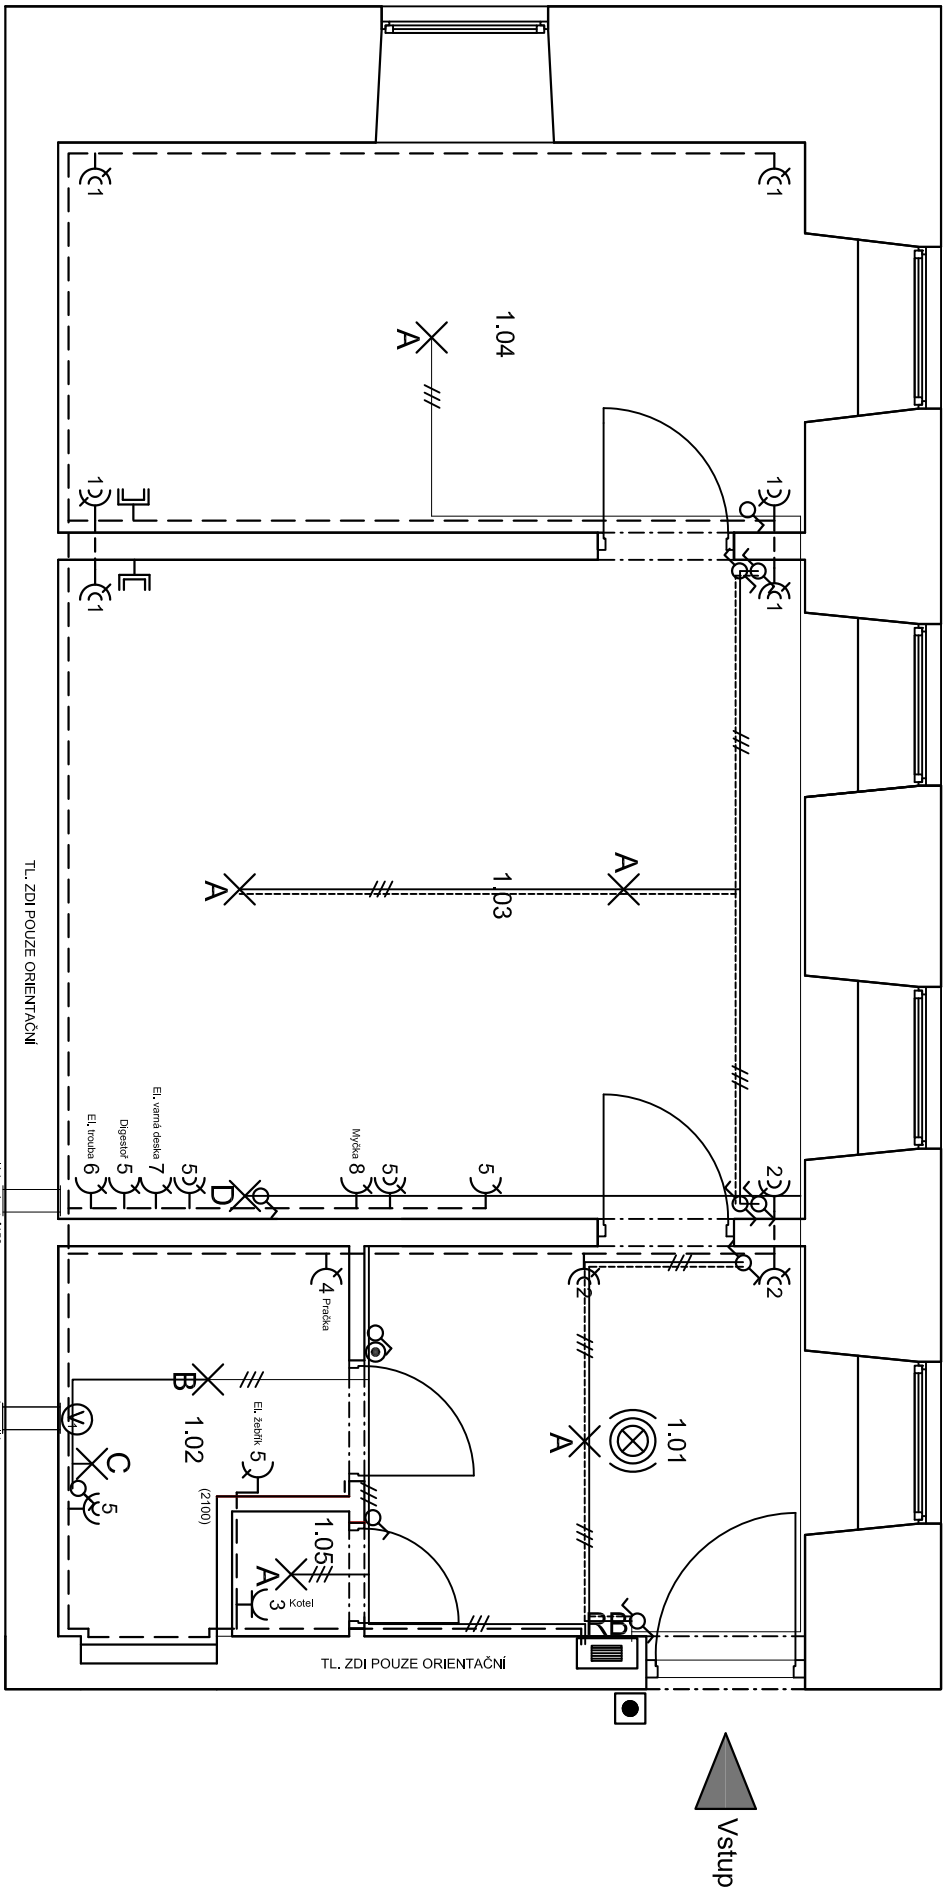 1
1
1.04
A
1
1
1
1
TL. ZDI POUZE ORIENTAČNÍ
A
1.03
A
El. trouba 6
Digestoř 5
El. varná deska 7
5
D
Myčka 8
5
5
2
4 Pračka
2
2
B
1.02
(2100)
El. žebřík 5
V1
C
5
1.05
A
3 Kotel
A
1.01
RB
TL. ZDI POUZE ORIENTAČNÍ
Vstup